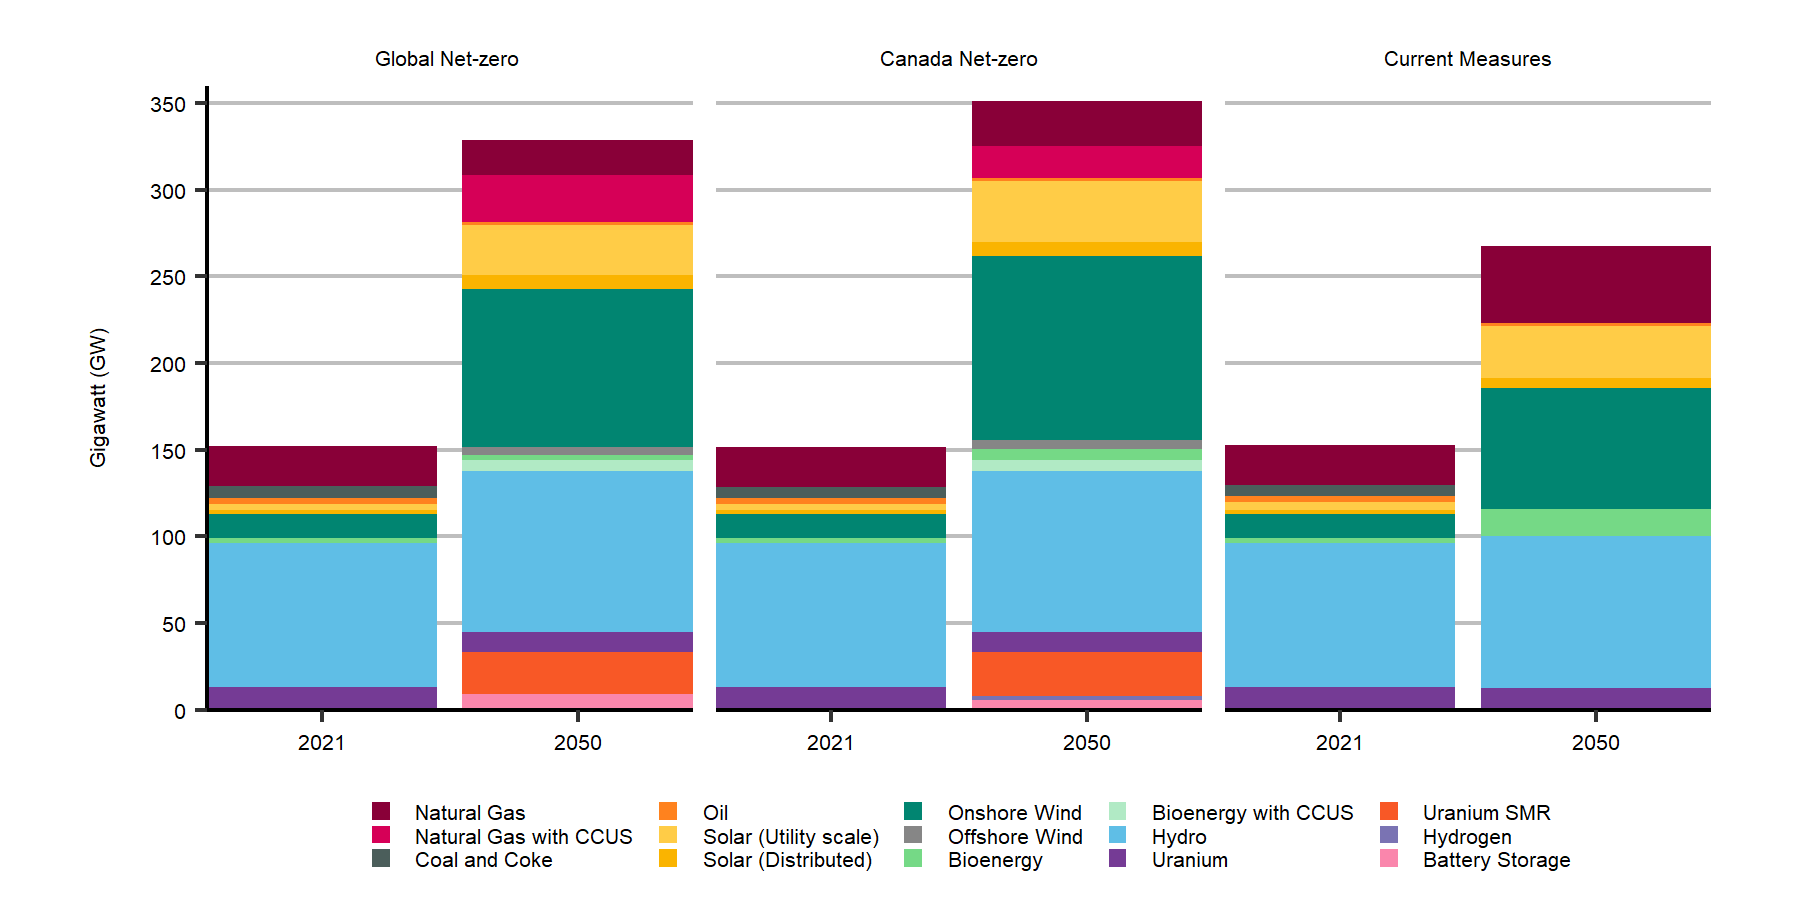 Global Net-zero Canada Net-zero Current Measures
350
300
250
200
150
100
50
0
Gigawatt (GW)
2021 2050 2021 2050 2021 2050
Natural Gas Oil Onshore Wind Bioenergy with CCUS Uranium SMR
Natural Gas with CCUS Solar (Utility scale) Offshore Wind Hydro Hydrogen
Coal and Coke Solar (Distributed) Bioenergy Uranium Battery Storage